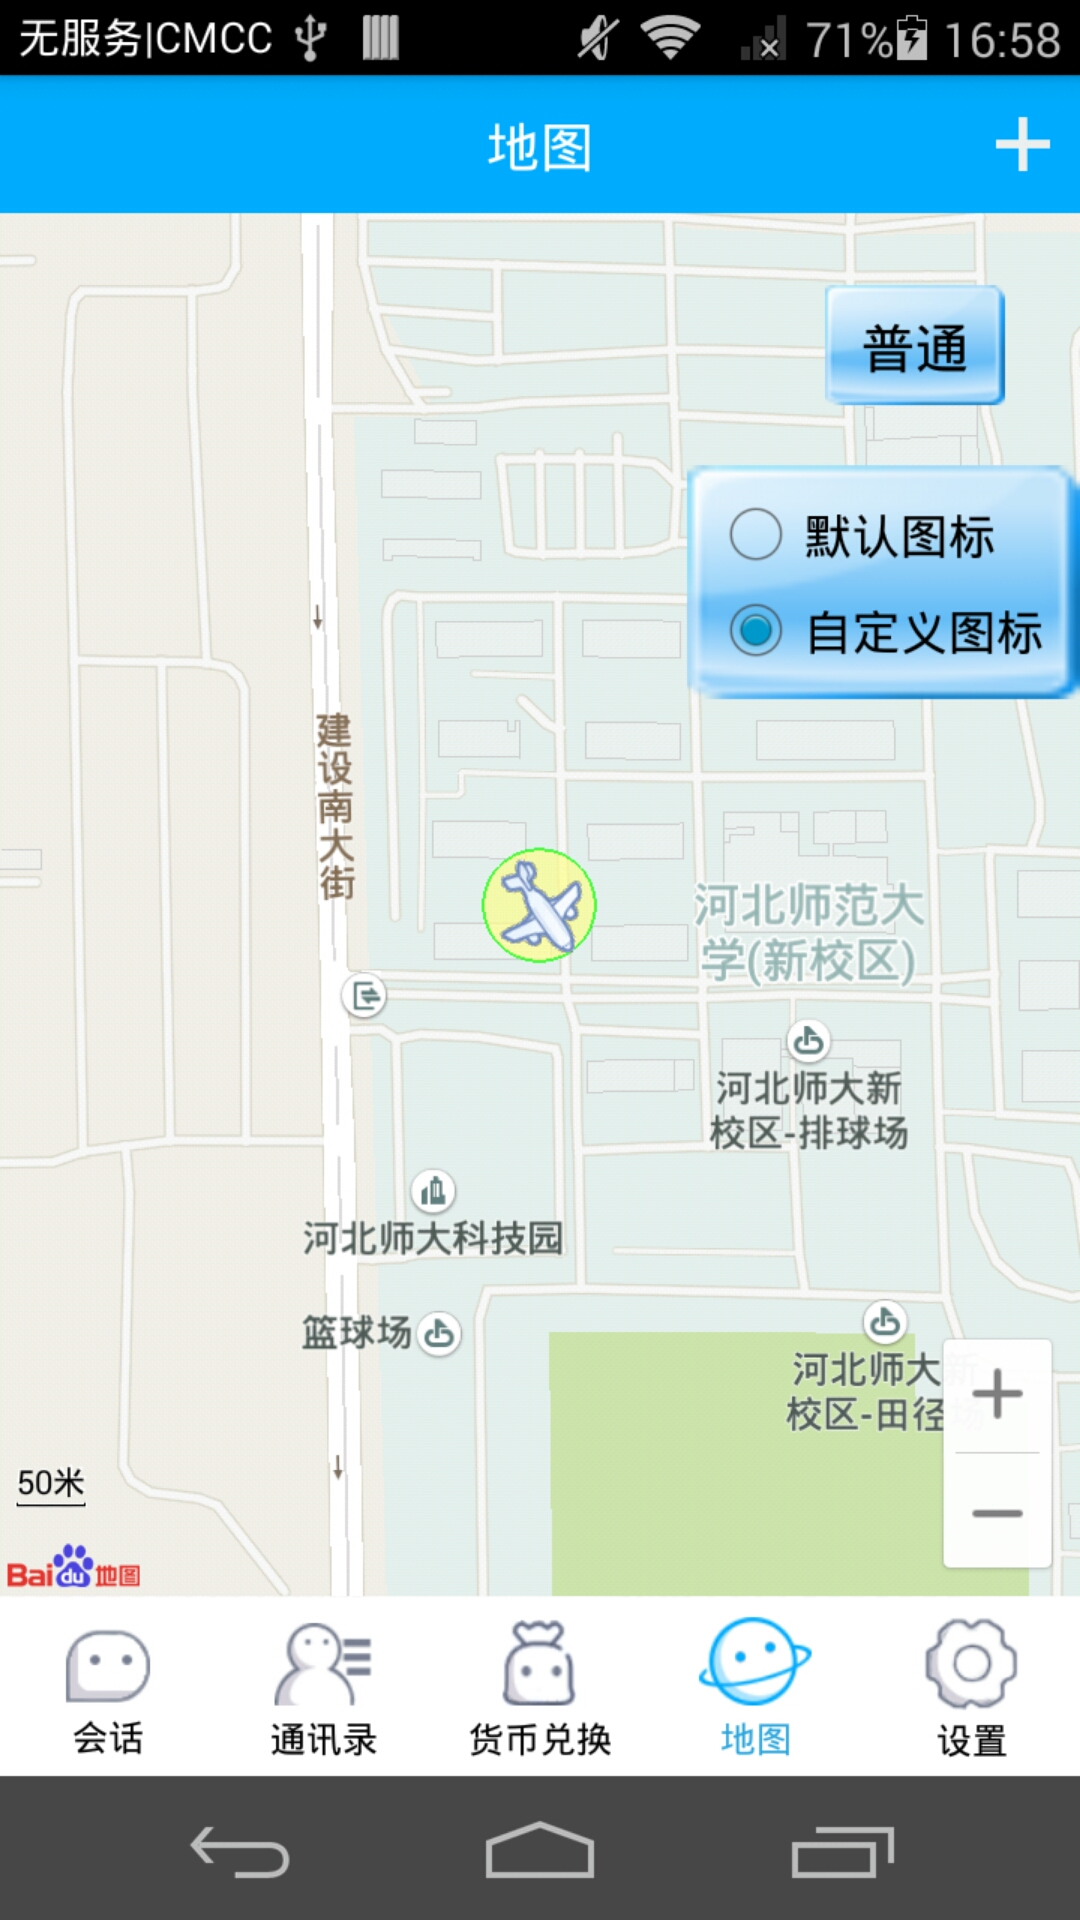 无服务|CMCC 71% 16:58
地图
普通
默认图标
自定义图标
建设南大街
河北师范大
学(新校区)
河北师大新
校区-排球场
河北师大科技园
篮球场
河北师大新
校区-田径场
50米
Baidu地图
会话 通讯录 货币兑换 地图 设置